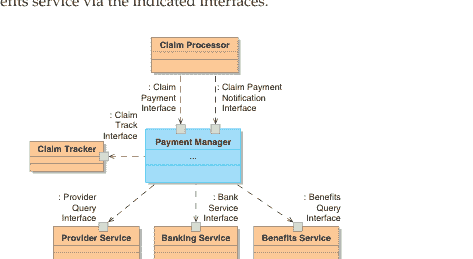 efits service via the indicated interfaces.
Claim Processor
: Claim
Payment
Interface
: Claim Payment
Notification
Interface
: Claim
Track
Interface
Payment Manager
...
Claim Tracker
: Provider
Query
Interface
: Bank
Service
Interface
: Benefits
Query
Interface
Provider Service
Banking Service
Benefits Service